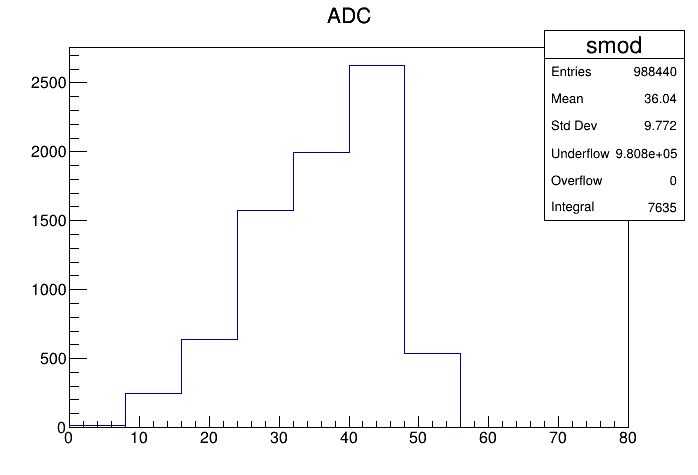 ADC
smod
Entries 988440
Mean 36.04
Std Dev 9.772
Underflow 9.808e+05
Overflow 0
Integral 7635
2500
2000
1500
1000
500
0
0 10 20 30 40 50 60 70 80